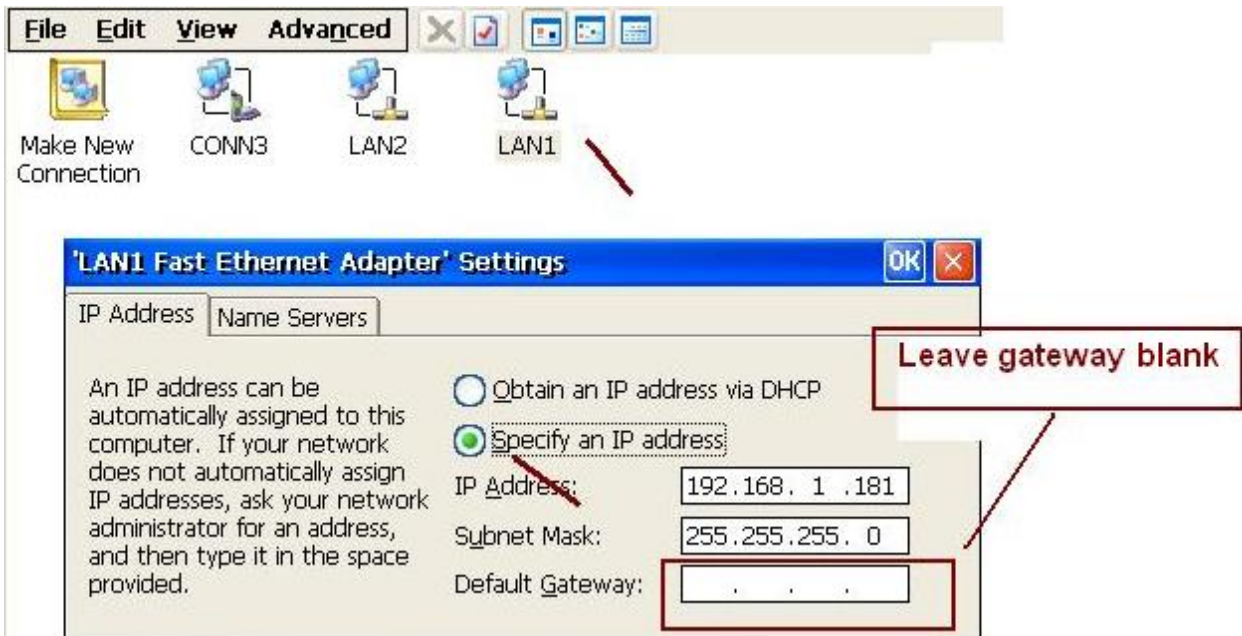 File Edit View Advanced
Make New
Connection
CONN3
LAN2
LAN1
'LAN1 Fast Ethernet Adapter' Settings
OK
IP Address
Name Servers
Leave gateway blank
An IP address can be
automatically assigned to this
computer. If your network
does not automatically assign
IP addresses, ask your network
administrator for an address,
and then type it in the space
provided.
Obtain an IP address via DHCP
Specify an IP address
IP Address: 192.168. 1 .181
Subnet Mask: 255.255.255. 0
Default Gateway: . . .